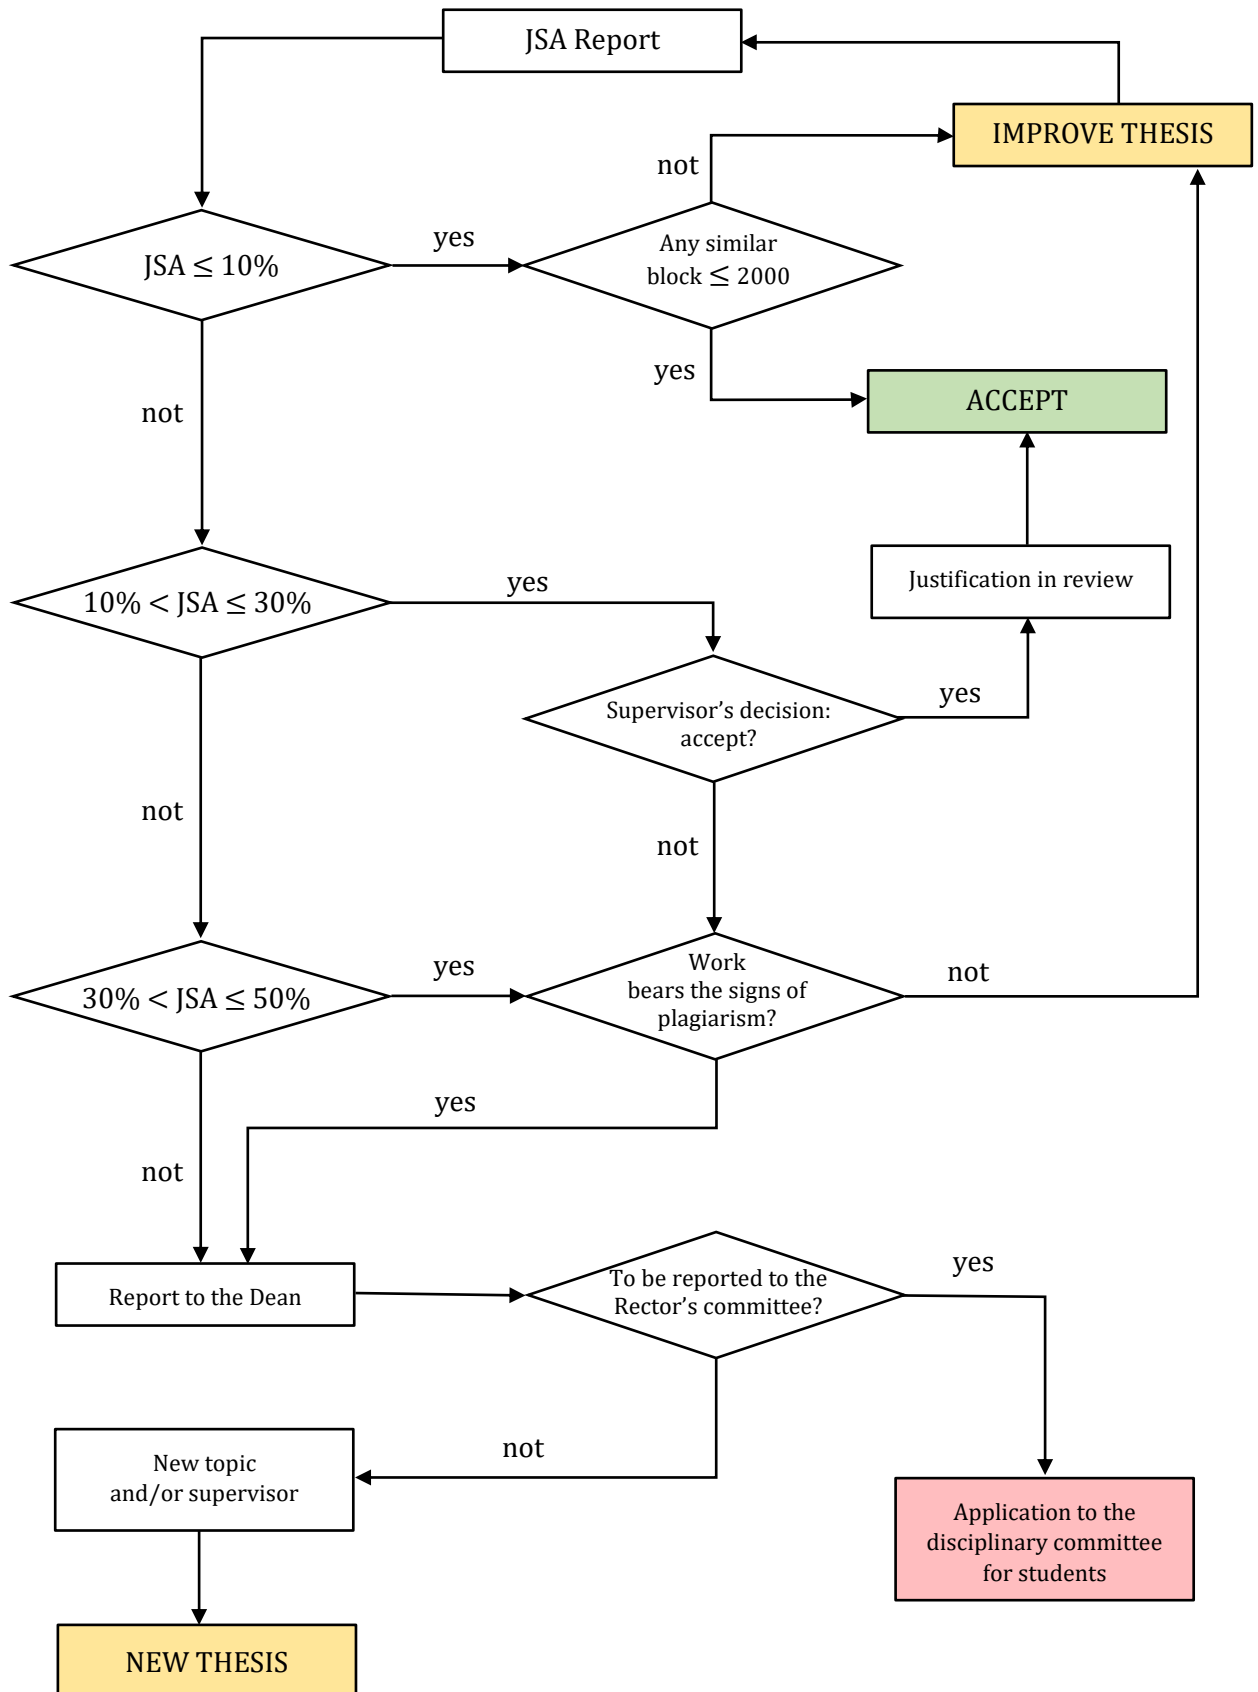 JSA Report
IMPROVE THESIS
not
JSA ≤ 10%
yes
Any similar
block ≤ 2000
yes
ACCEPT
not
10% < JSA ≤ 30%
yes
Justification in review
Supervisor’s decision:
accept?
yes
not
not
30% < JSA ≤ 50%
yes
Work
bears the signs of
plagiarism?
not
yes
not
Report to the Dean
To be reported to the
Rector’s committee?
yes
not
New topic
and/or supervisor
Application to the
disciplinary committee
for students
NEW THESIS